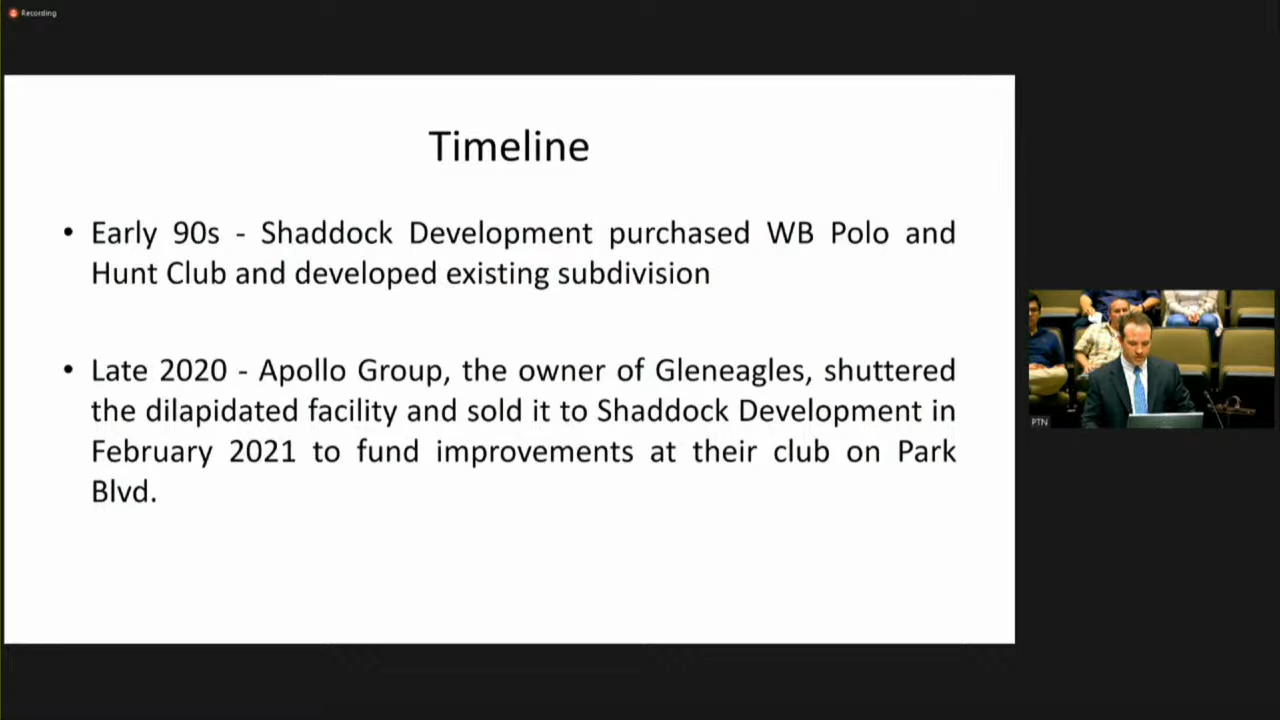 Recording
Timeline
• Early 90s - Shaddock Development purchased WB Polo and
Hunt Club and developed existing subdivision
• Late 2020 - Apollo Group, the owner of Gleneagles, shuttered
the dilapidated facility and sold it to Shaddock Development in
February 2021 to fund improvements at their club on Park
Blvd.
PTN